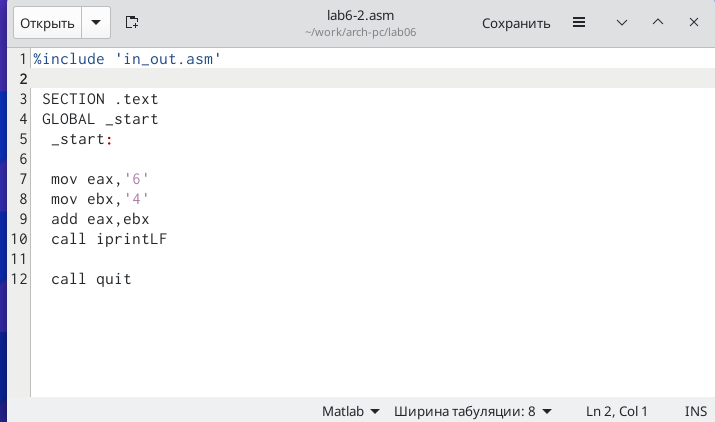 Открыть
lab6-2.asm
~/work/arch-pc/lab06
Сохранить
1 %include 'in_out.asm'
2
3 SECTION .text
4 GLOBAL _start
5 _start:
6
7 mov eax,'6'
8 mov ebx,'4'
9 add eax,ebx
10 call iprintLF
11
12 call quit
Matlab Ширина табуляции: 8 Ln 2, Col 1 INS